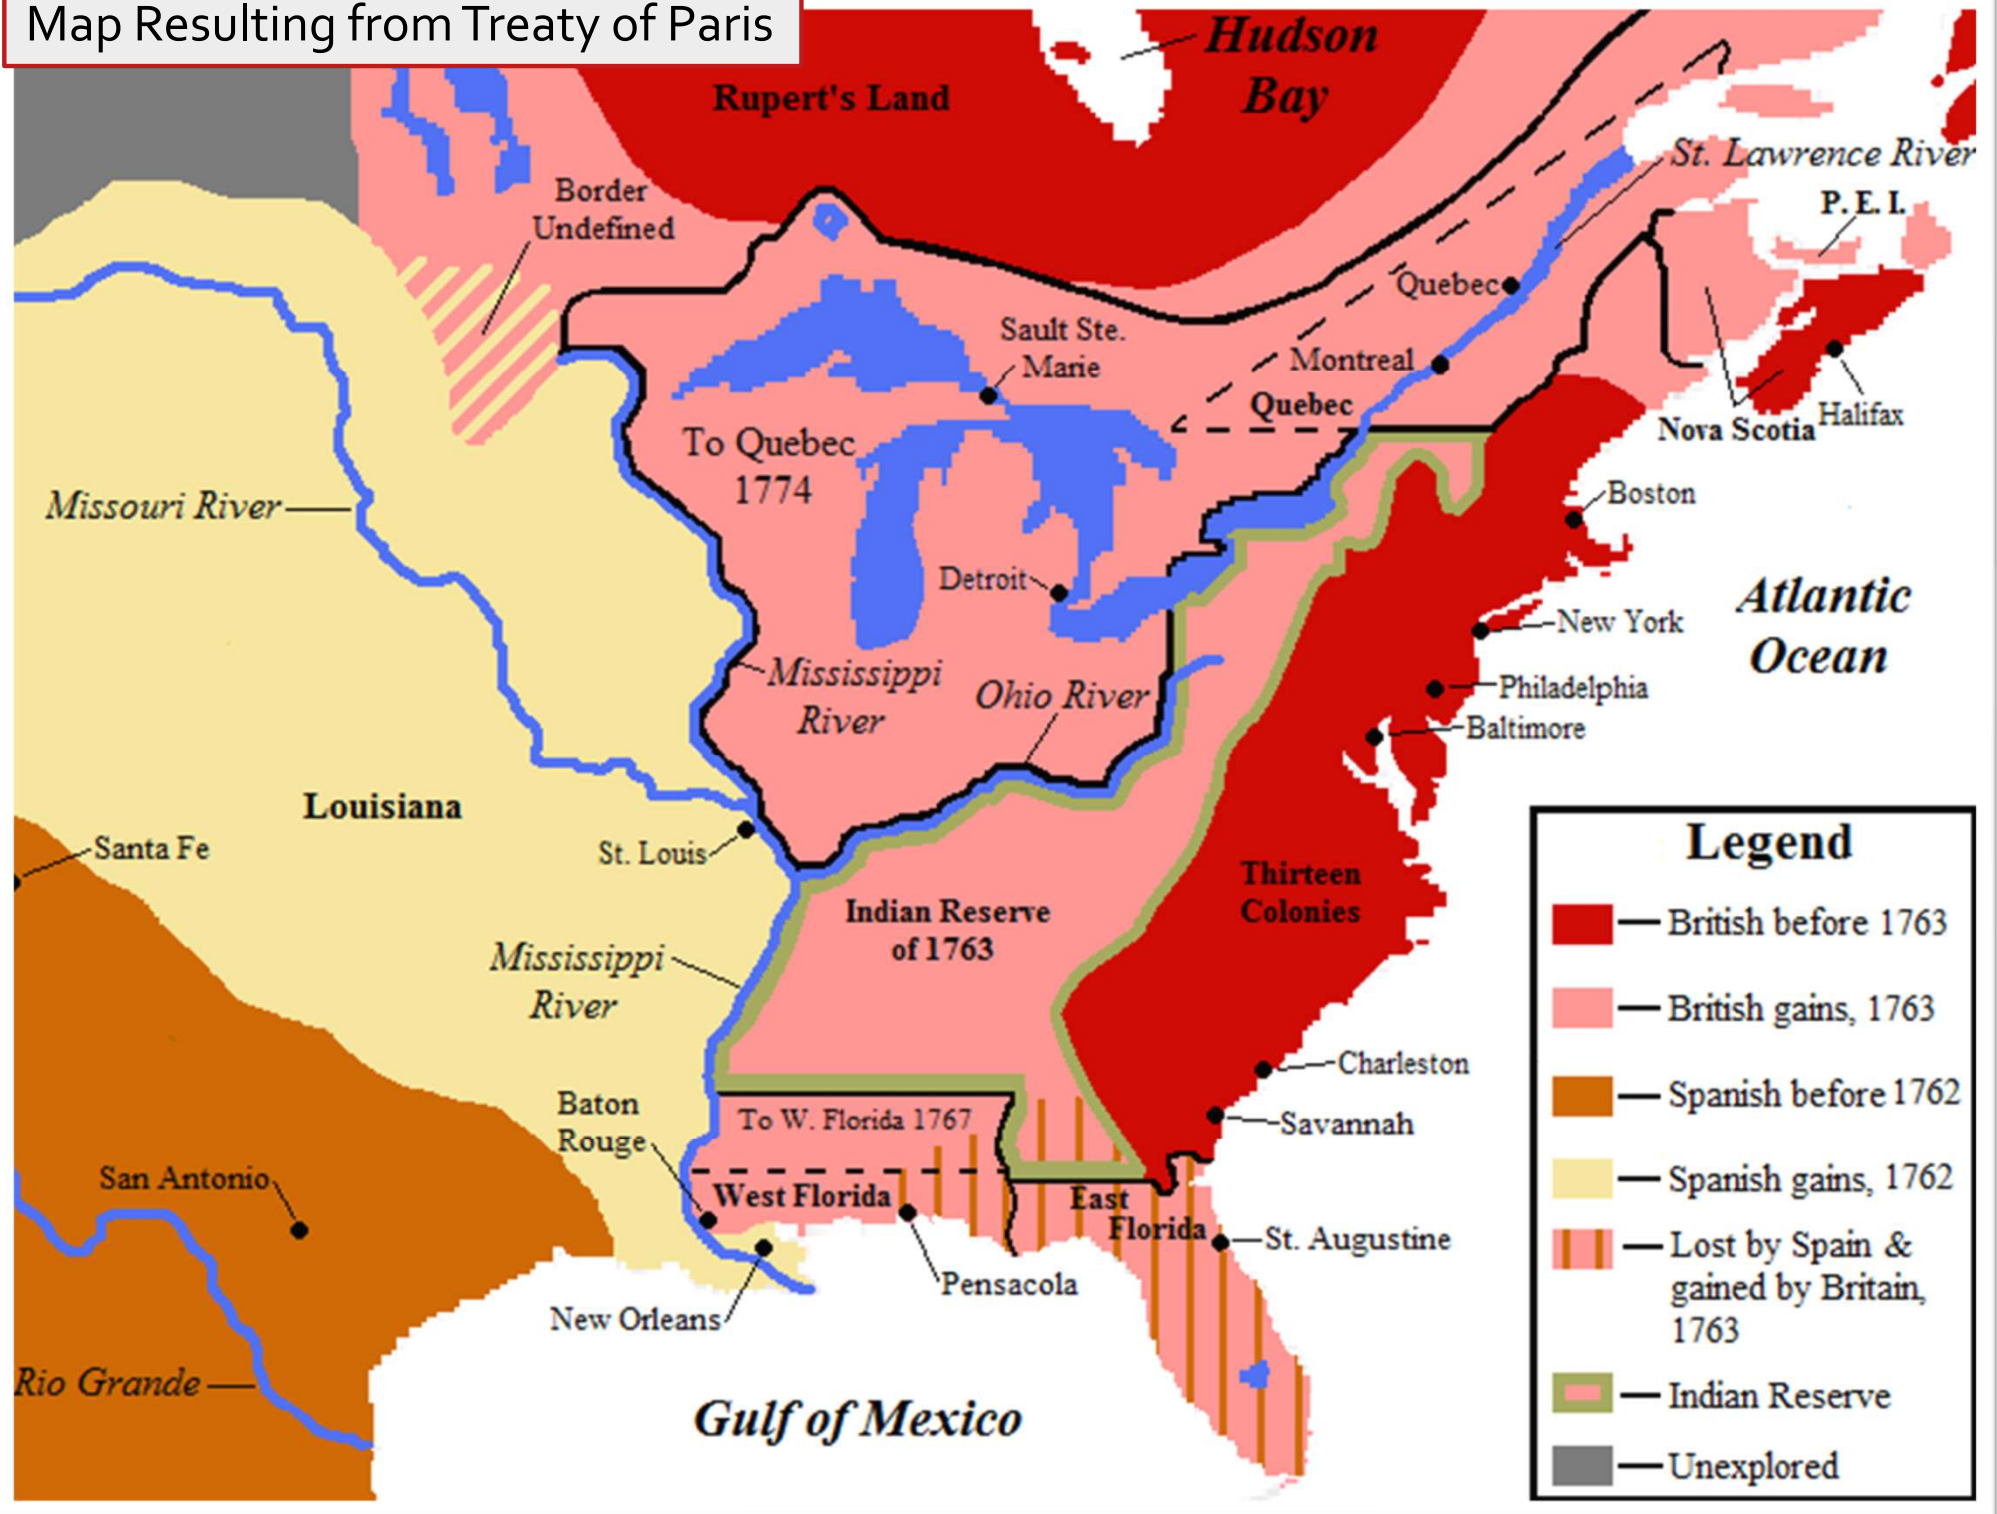 Map Resulting from Treaty of Paris
Hudson
Bay
Rupert's Land
St. Lawrence River
Border
Undefined
P. E. I.
Quebec
Sault Ste.
Marie
Montreal
Quebec
Halifax
Nova Scotia
To Quebec
1774
Missouri River
Boston
Detroit
Atlantic
Ocean
New York
Mississippi
River
Ohio River
Philadelphia
Baltimore
Louisiana
Santa Fe
St. Louis
Thirteen
Colonies
Indian Reserve
of 1763
Mississippi
River
Charleston
Baton
Rouge
To W. Florida 1767
Savannah
San Antonio
West Florida
East
Florida
St. Augustine
Pensacola
New Orleans
Rio Grande
Gulf of Mexico
Legend
British before 1763
British gains, 1763
Spanish before 1762
Spanish gains, 1762
Lost by Spain &
gained by Britain,
1763
Indian Reserve
Unexplored